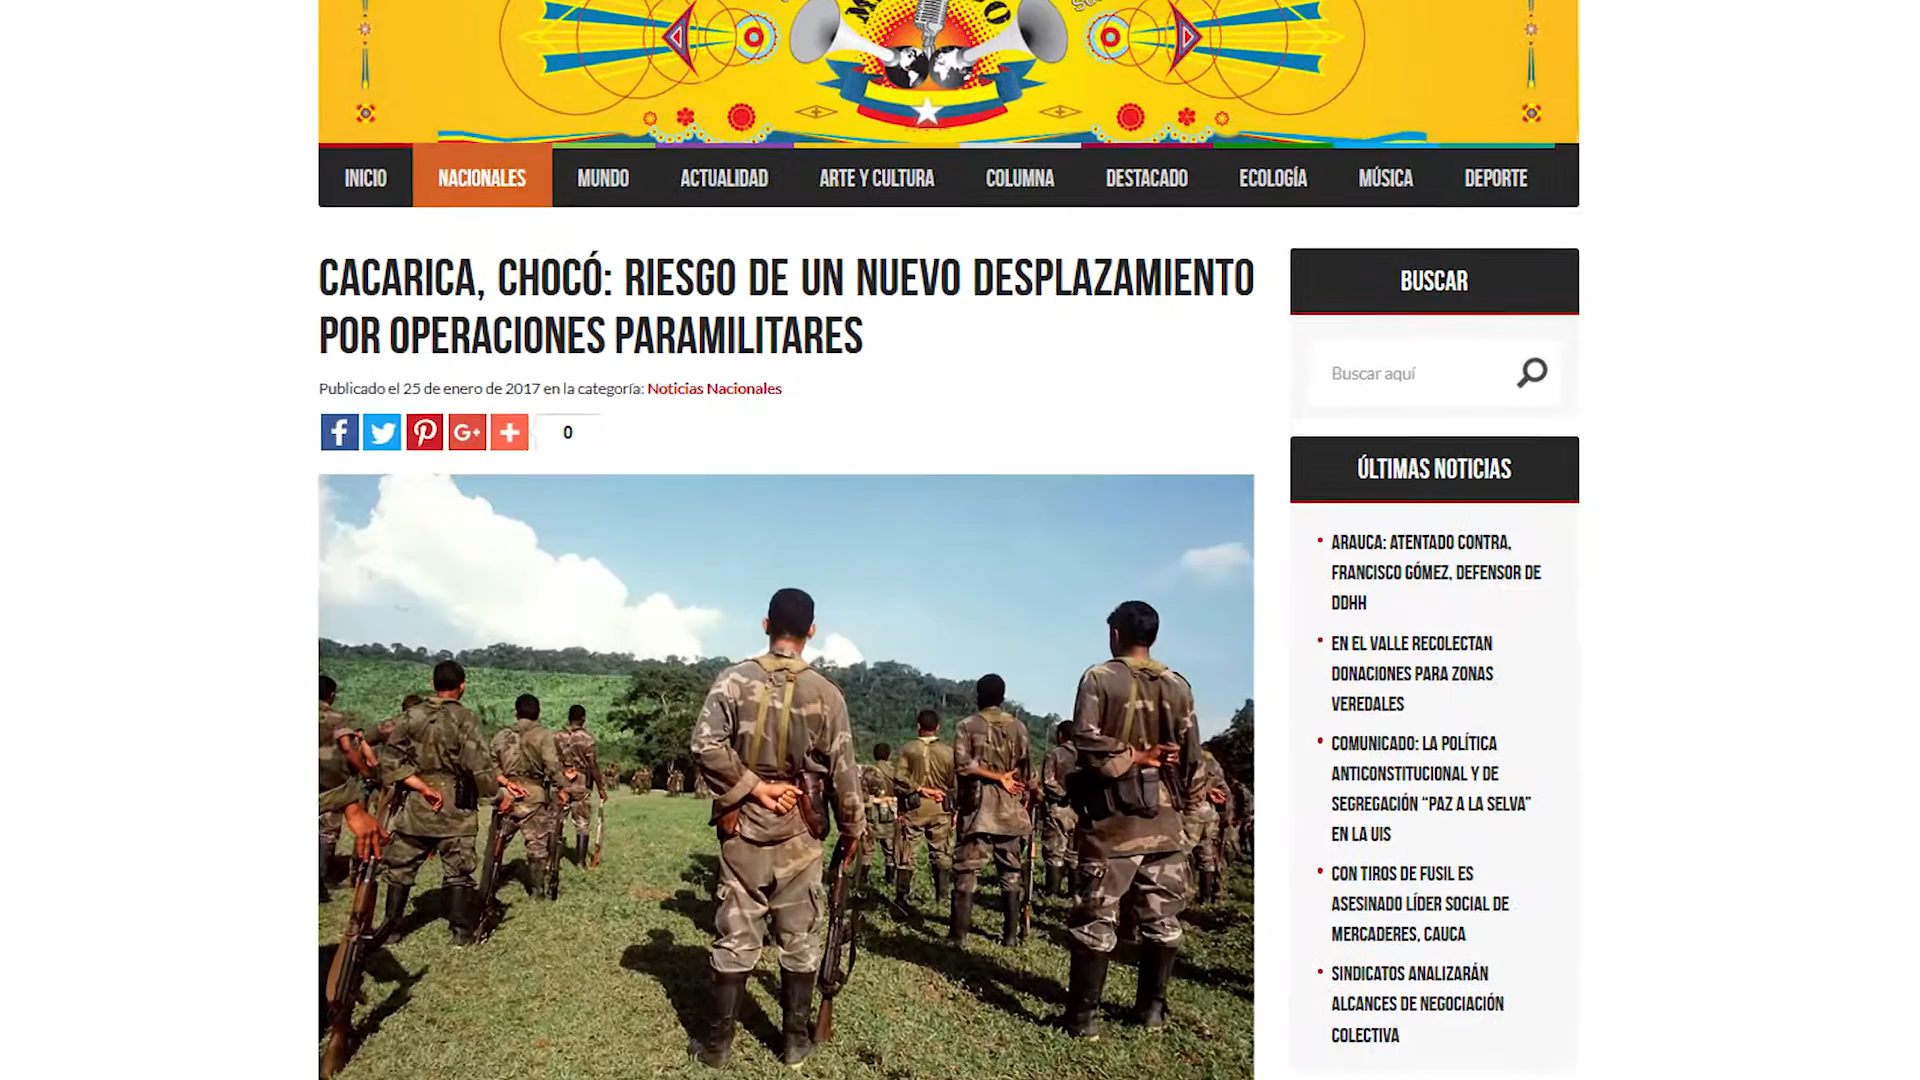 INICIO
NACIONALES
MUNDO
ACTUALIDAD
ARTE Y CULTURA
COLUMNA
DESTACADO
ECOLOGÍA
MÚSICA
DEPORTE
CACARICA, CHOCÓ: RIESGO DE UN NUEVO DESPLAZAMIENTO
POR OPERACIONES PARAMILITARES
Publicado el 25 de enero de 2017 en la categoría: Noticias Nacionales
0
BUSCAR
Buscar aquí
ÚLTIMAS NOTICIAS
• ARAUCA: ATENTADO CONTRA,
FRANCISCO GÓMEZ, DEFENSOR DE
DDHH
• EN EL VALLE RECOLECTAN
DONACIONES PARA ZONAS
VEREDALES
• COMUNICADO: LA POLÍTICA
ANTICONSTITUCIONAL Y DE
SEGREGACIÓN “PAZ A LA SELVA”
EN LA UIS
• CON TIROS DE FUSIL ES
ASESINADO LÍDER SOCIAL DE
MERCADERES, CAUCA
• SINDICATOS ANALIZARÁN
ALCANCES DE NEGOCIACIÓN
COLECTIVA